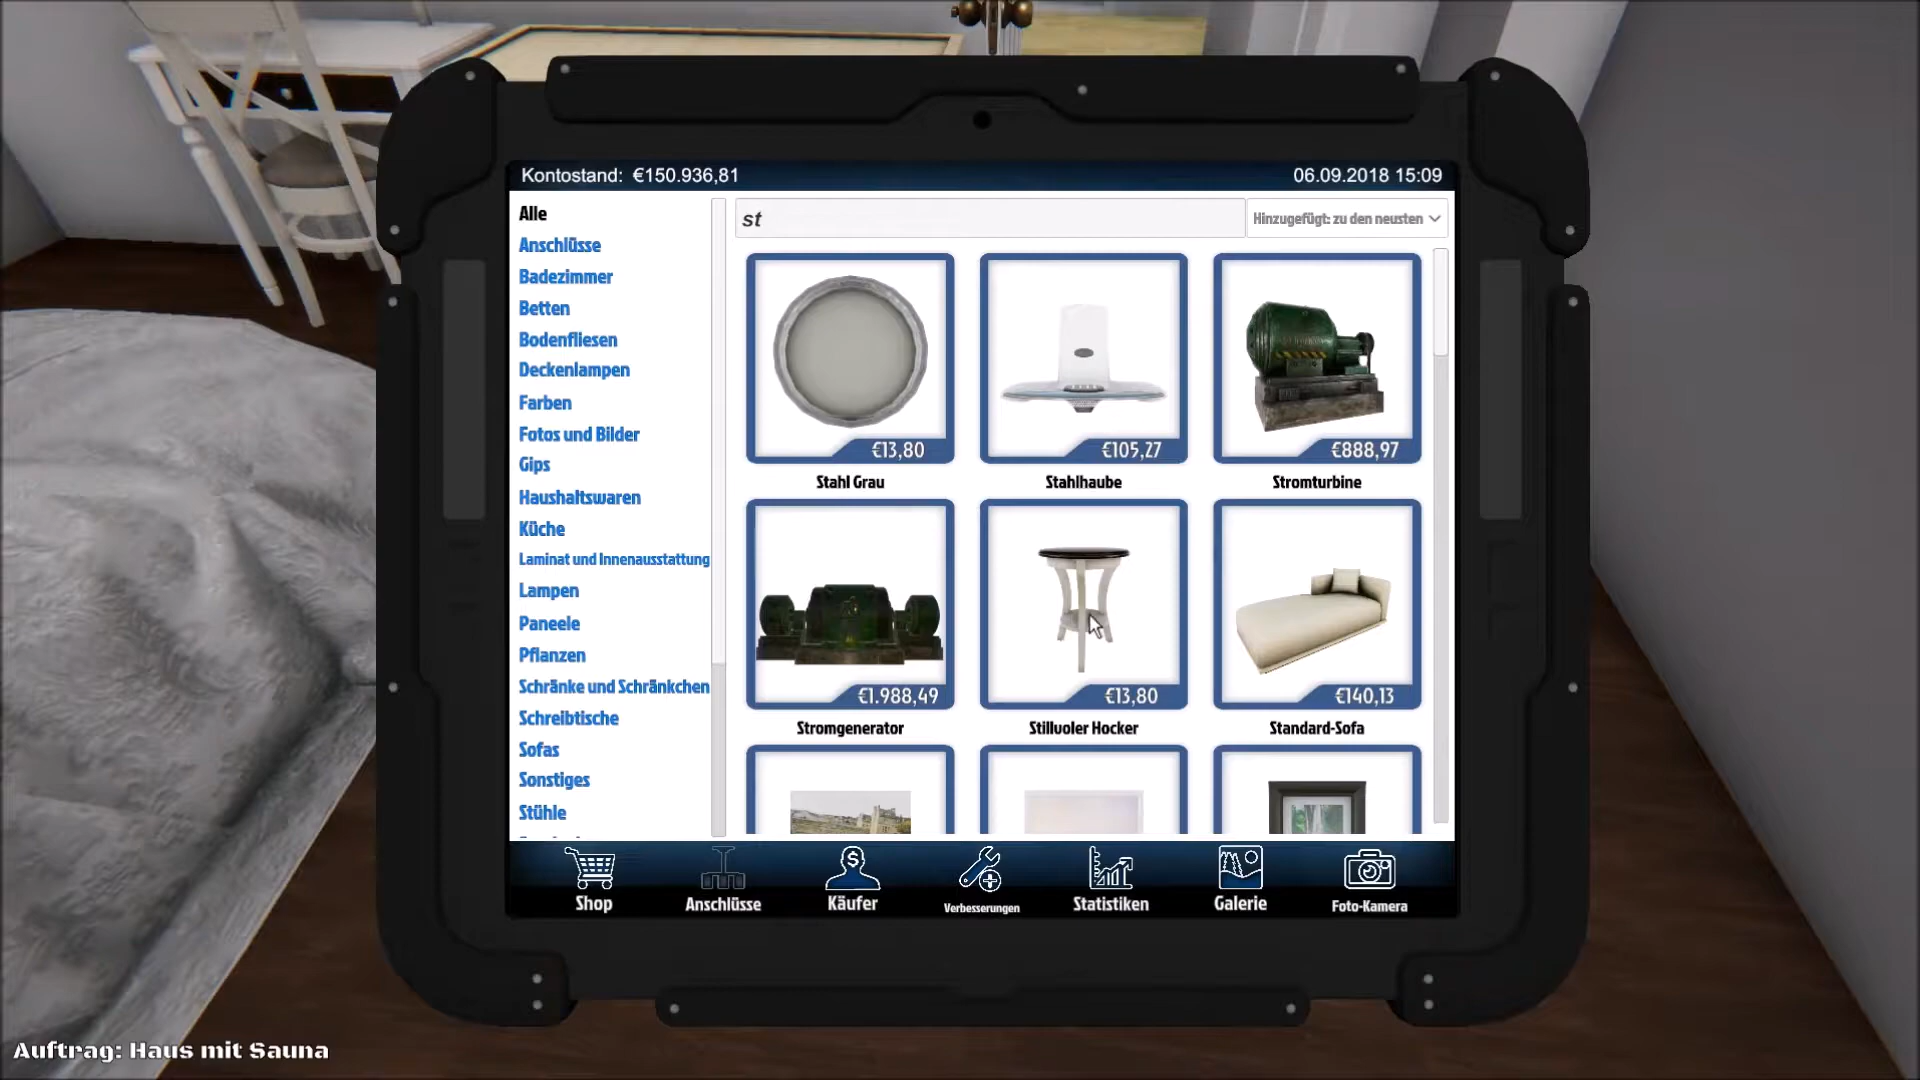 Kontostand: €150.936,81
06.09.2018 15:09
Alle
Anschlüsse
Badezimmer
Betten
Bodenfliesen
Deckenlampen
Farben
Fotos und Bilder
Gips
Haushaltswaren
Küche
Laminat und Innenausstattung
Lampen
Paneele
Pflanzen
Schränke und Schränkchen
Schreibtische
Sofas
Sonstiges
Stühle
st
Hinzugefügt: zu den neusten
€13,80
€105,27
€888,97
Stahl Grau
Stahlhaube
Stromturbine
€1.988,49
€13,80
€140,13
Stromgenerator
Stillvoler Hocker
Standard-Sofa
Shop
Anschlüsse
Käufer
Verbesserungen
Statistiken
Galerie
Foto-Kamera
Auftrag: Haus mit Sauna